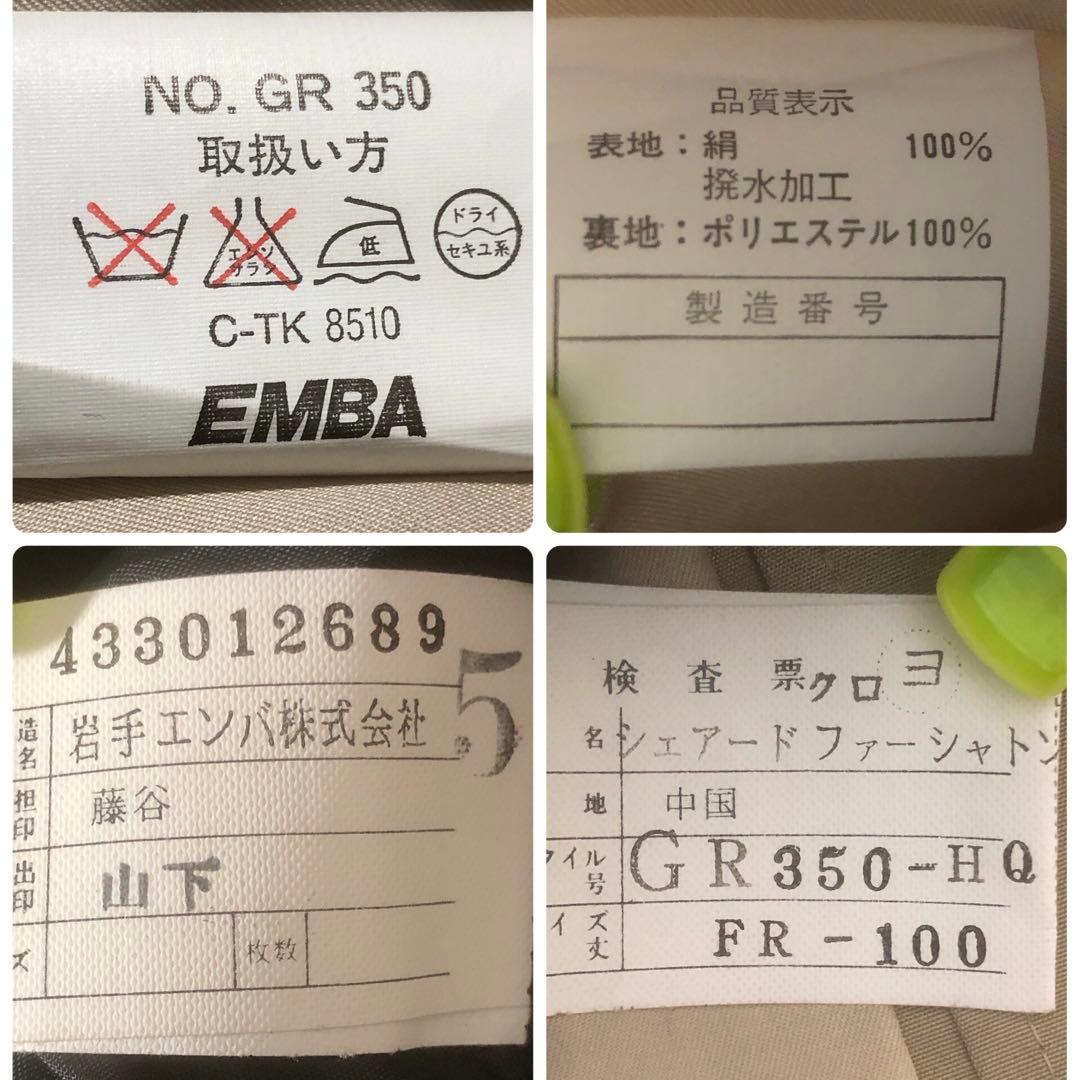 NO. GR 350
取扱い方
エンソ
サラシ
低
ドライ
セキユ系
C-TK 8510
EMBA
品質表示
表地：絹 100%
撥水加工
裏地：ポリエステル100%
製造番号
433012689
5
造名 岩手エンバ株式会社
担印 藤谷
出印 山下
ズ 枚数
検査票クロ ヨ
名 シェアードファーシャトン
地 中国
タイル号 GR350-HQ
イズ丈 FR-100